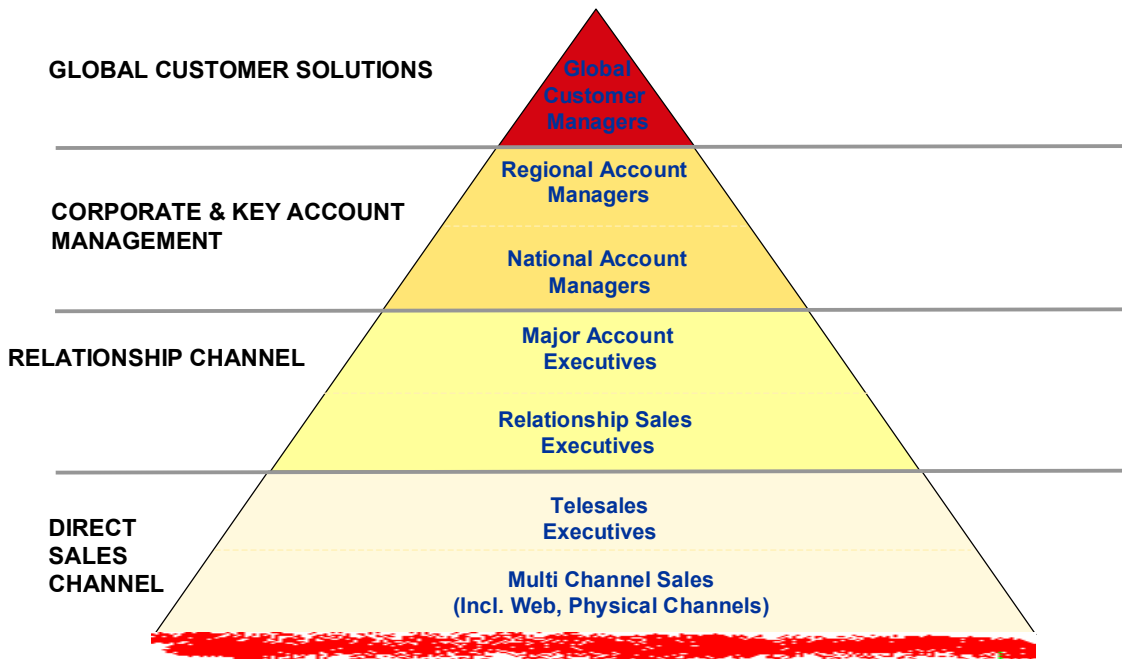 GLOBAL CUSTOMER SOLUTIONS
Global
Customer
Managers
CORPORATE & KEY ACCOUNT
MANAGEMENT
Regional Account
Managers
National Account
Managers
RELATIONSHIP CHANNEL
Major Account
Executives
Relationship Sales
Executives
DIRECT
SALES
CHANNEL
Telesales
Executives
Multi Channel Sales
(Incl. Web, Physical Channels)